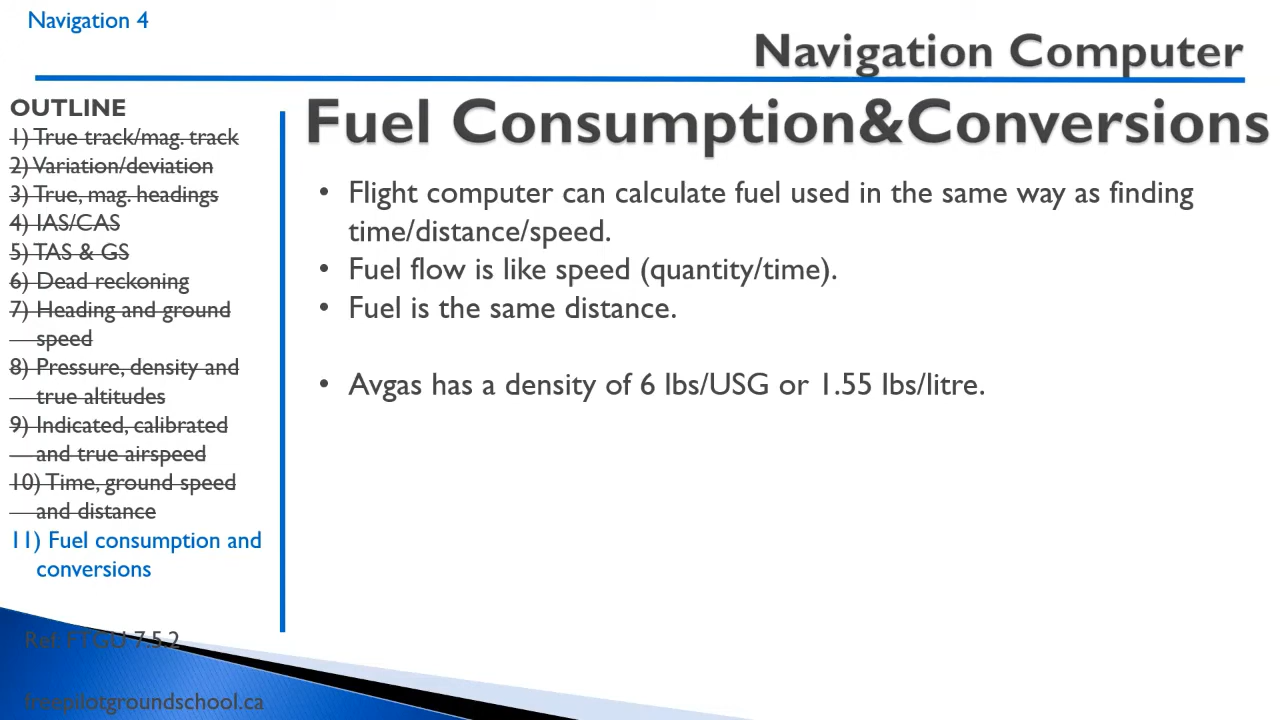 Navigation 4
Navigation Computer
OUTLINE
1) True track/mag. track
2) Variation/deviation
3) True, mag. headings
4) IAS/CAS
5) TAS & GS
6) Dead reckoning
7) Heading and ground
speed
8) Pressure, density and
true altitudes
9) Indicated, calibrated
and true airspeed
10) Time, ground speed
and distance
11) Fuel consumption and
conversions
Ref: FTGU 7.5.2
freepilotgroundschool.ca
Fuel Consumption&Conversions
• Flight computer can calculate fuel used in the same way as finding
time/distance/speed.
• Fuel flow is like speed (quantity/time).
• Fuel is the same distance.
• Avgas has a density of 6 lbs/USG or 1.55 lbs/litre.